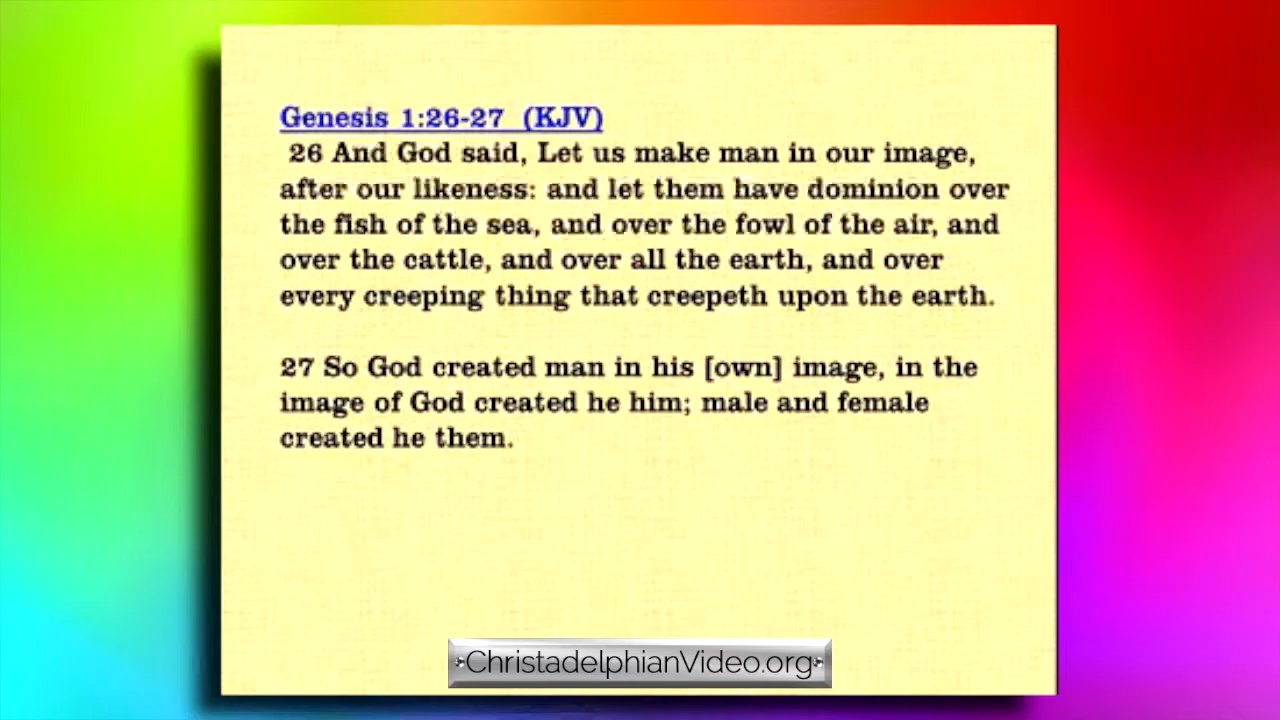 Genesis 1:26-27 (KJV)
26 And God said, Let us make man in our image,
after our likeness: and let them have dominion over
the fish of the sea, and over the fowl of the air, and
over the cattle, and over all the earth, and over
every creeping thing that creepeth upon the earth.
27 So God created man in his [own] image, in the
image of God created he him; male and female
created he them.
ChristadelphianVideo.org